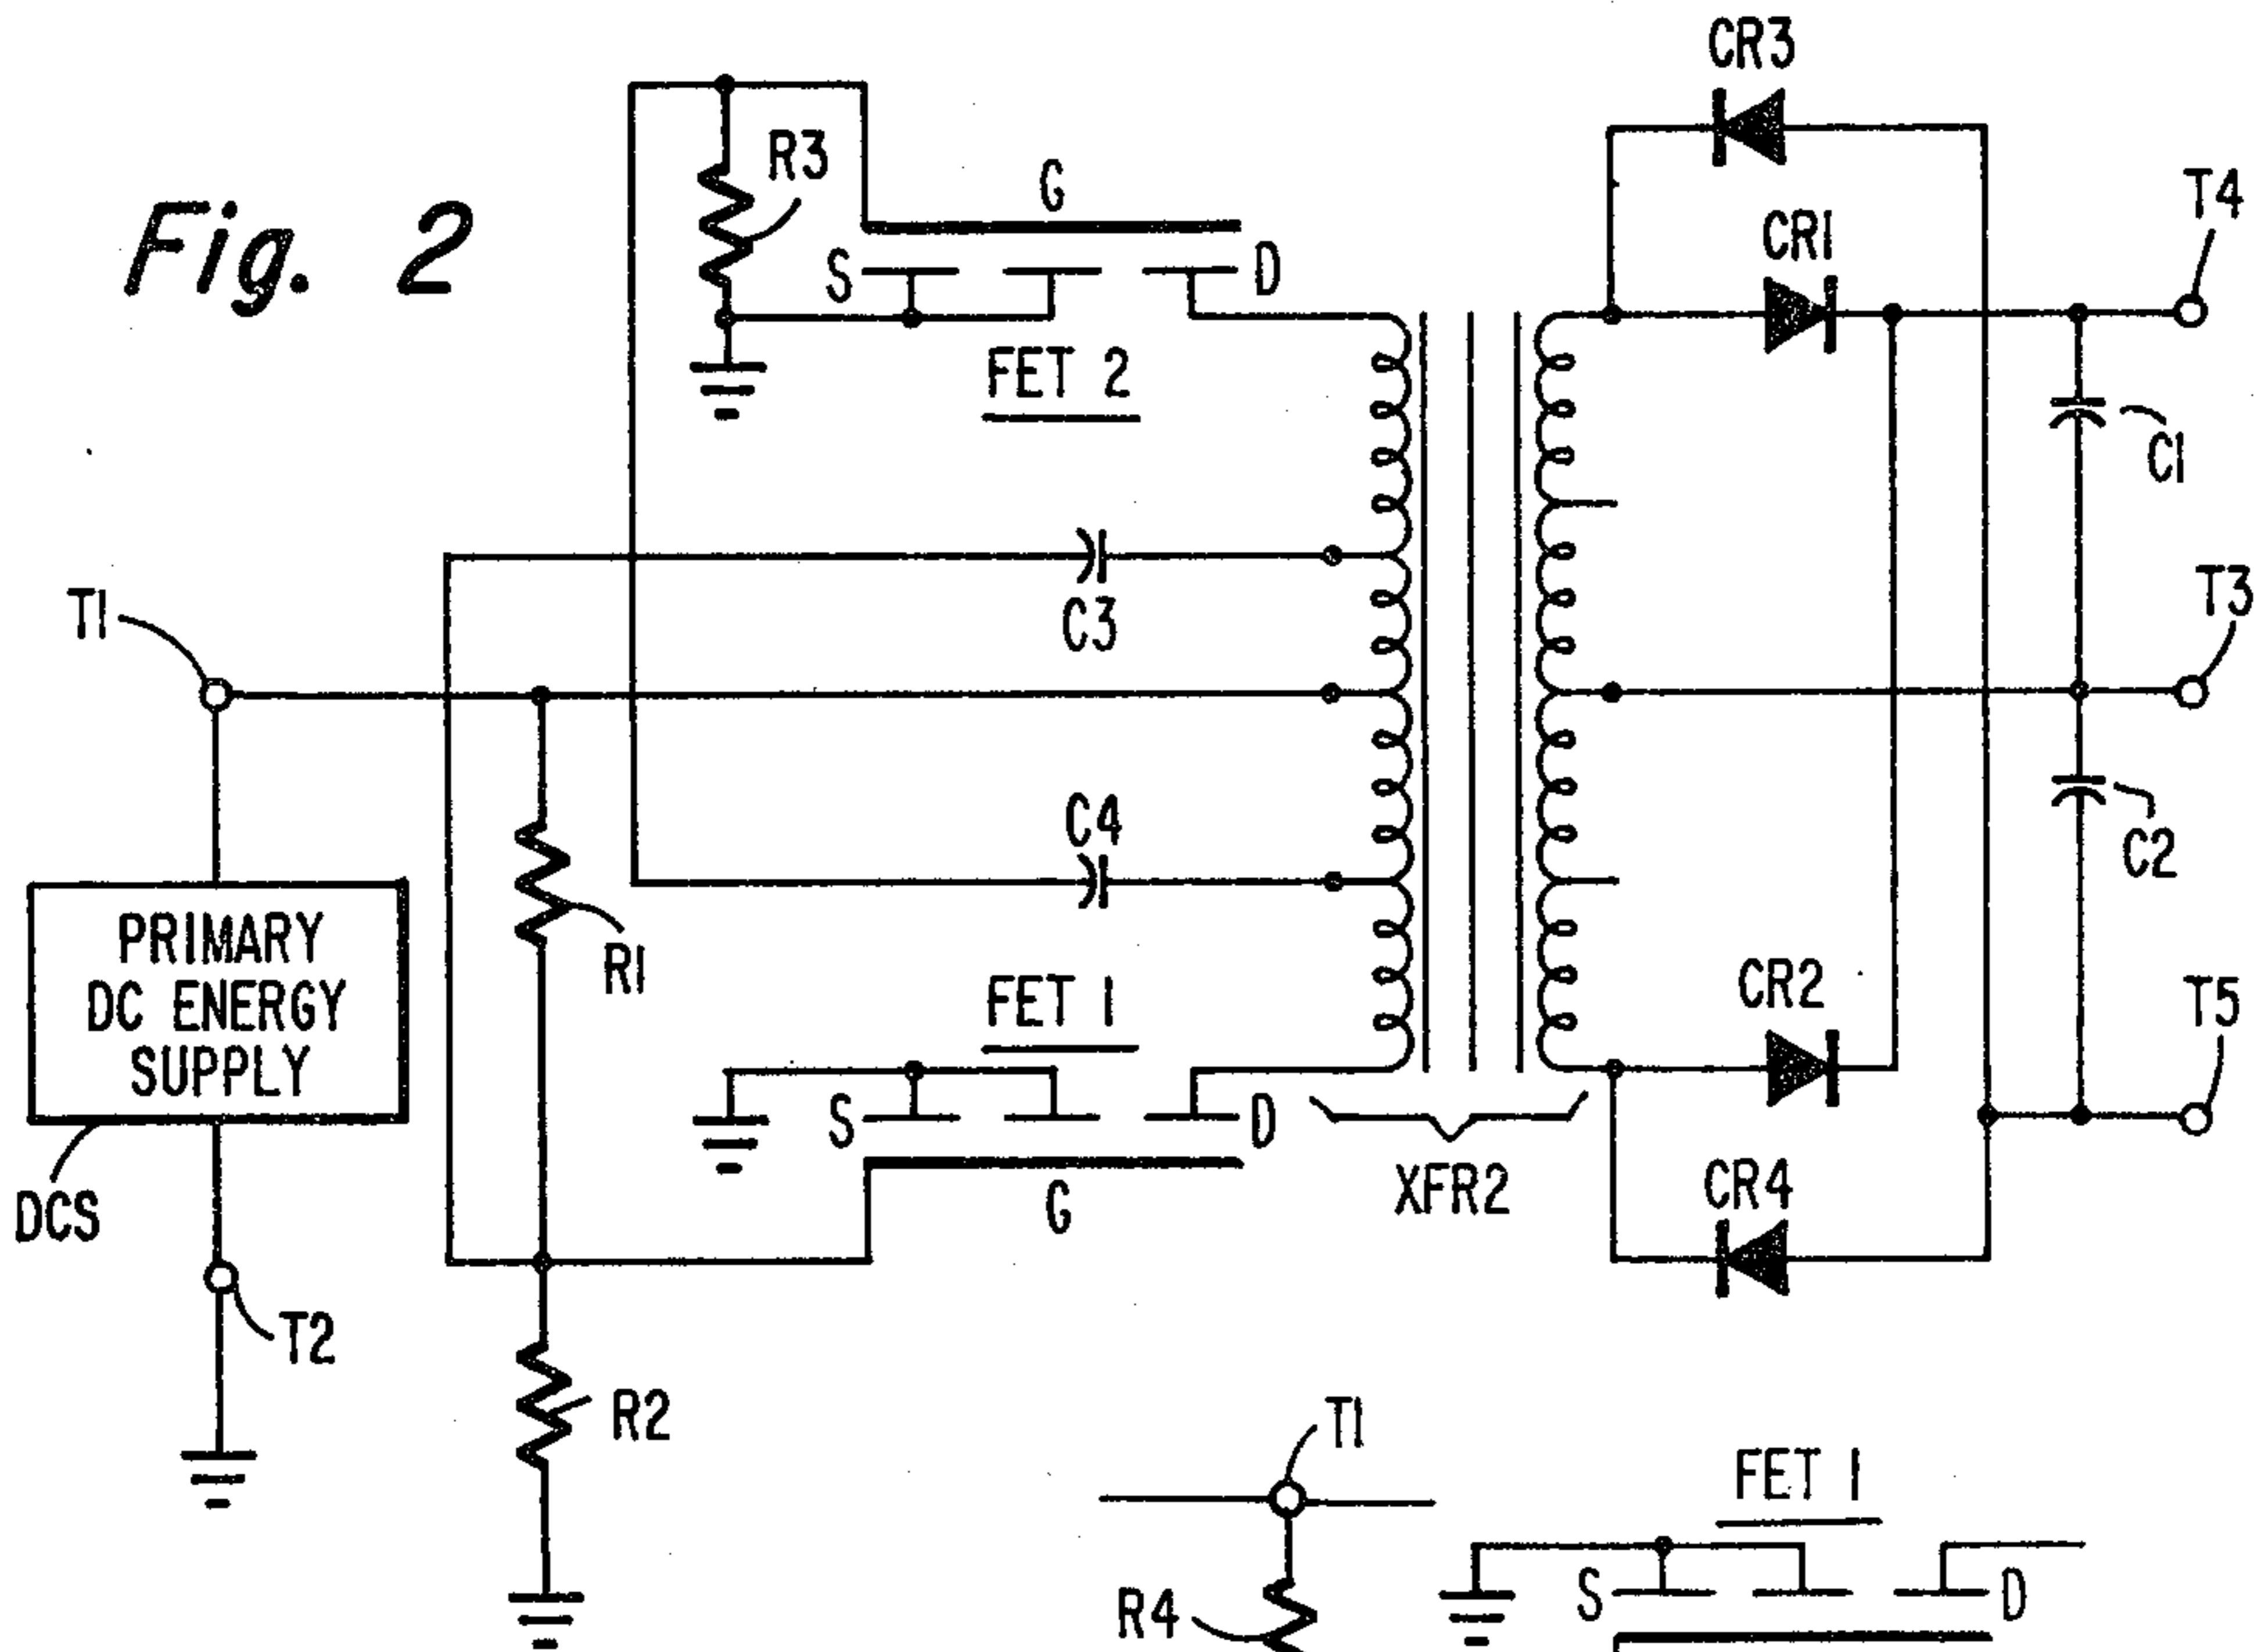 Fig. 2
CR3
R3
G
CR1
T4
S
D
FET 2
C1
C3
T1
T3
C4
C2
R1
PRIMARY
DC ENERGY
SUPPLY
FET 1
CR2
T5
S
D
DCS
G
XFR2
CR4
T2
R2
T1
FET 1
R4
S
D